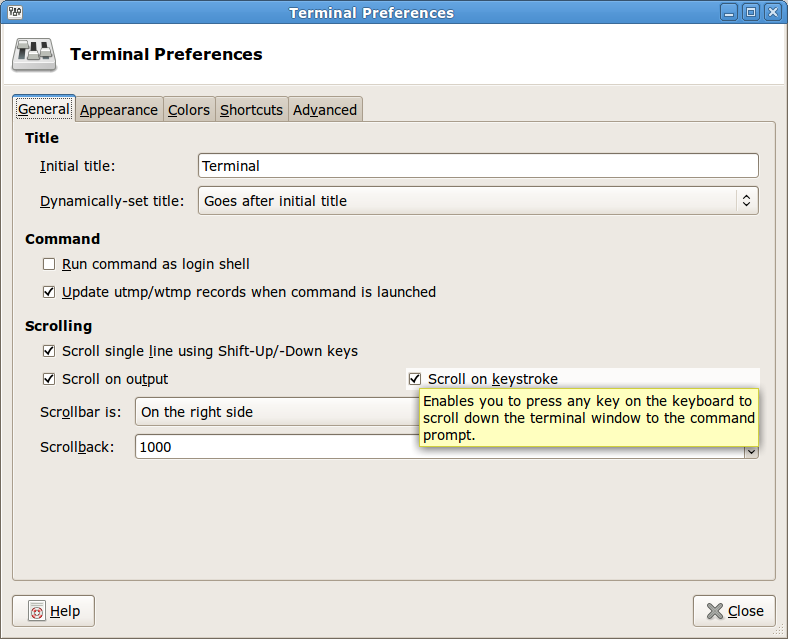 Terminal Preferences
Terminal Preferences
General Appearance Colors Shortcuts Advanced
Title
Initial title: Terminal
Dynamically-set title: Goes after initial title
Command
Run command as login shell
Update utmp/wtmp records when command is launched
Scrolling
Scroll single line using Shift-Up/-Down keys
Scroll on output Scroll on keystroke
Scrollbar is: On the right side
Enables you to press any key on the keyboard to
scroll down the terminal window to the command
prompt.
Scrollback: 1000
Help Close